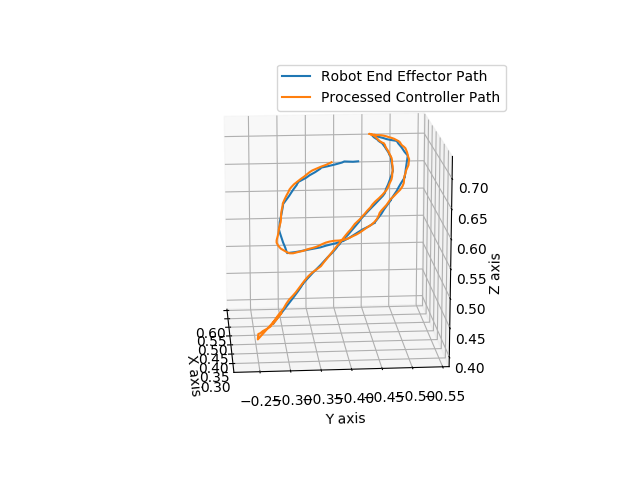 Robot End Effector Path
Processed Controller Path
0.70
0.65
0.60
0.55
0.50
0.45
0.40
Z axis
0.60
0.55
0.50
0.45
0.40
0.35
0.30
X axis
−0.25 −0.30 −0.35 −0.40 −0.45 −0.50 −0.55
Y axis